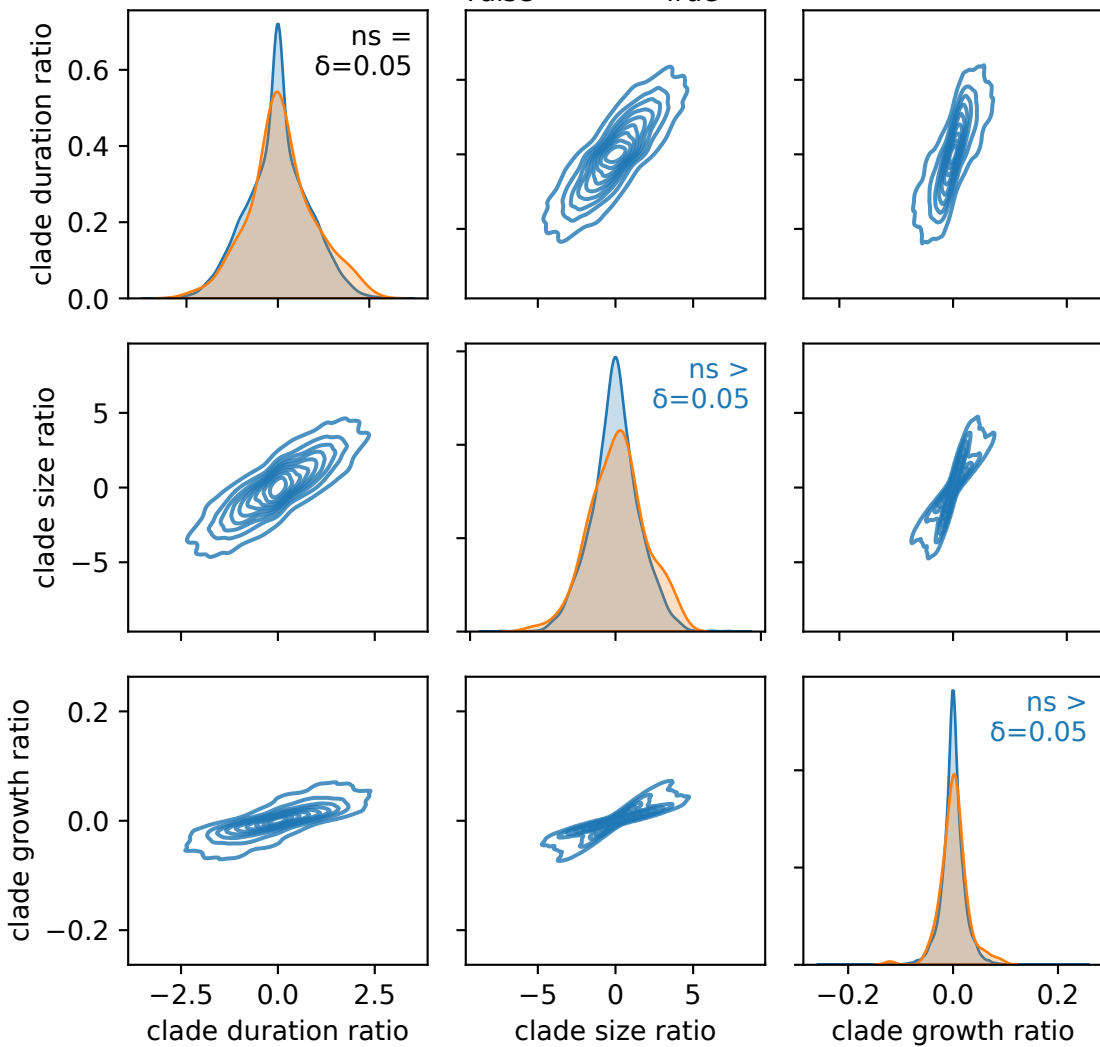 clade duration ratio
0.6
0.4
0.2
0.0
ns =
δ=0.05
clade size ratio
5
0
−5
ns >
δ=0.05
clade growth ratio
0.2
0.0
−0.2
ns >
δ=0.05
−2.5 0.0 2.5
−5 0 5
−0.2 0.0 0.2
clade duration ratio
clade size ratio
clade growth ratio